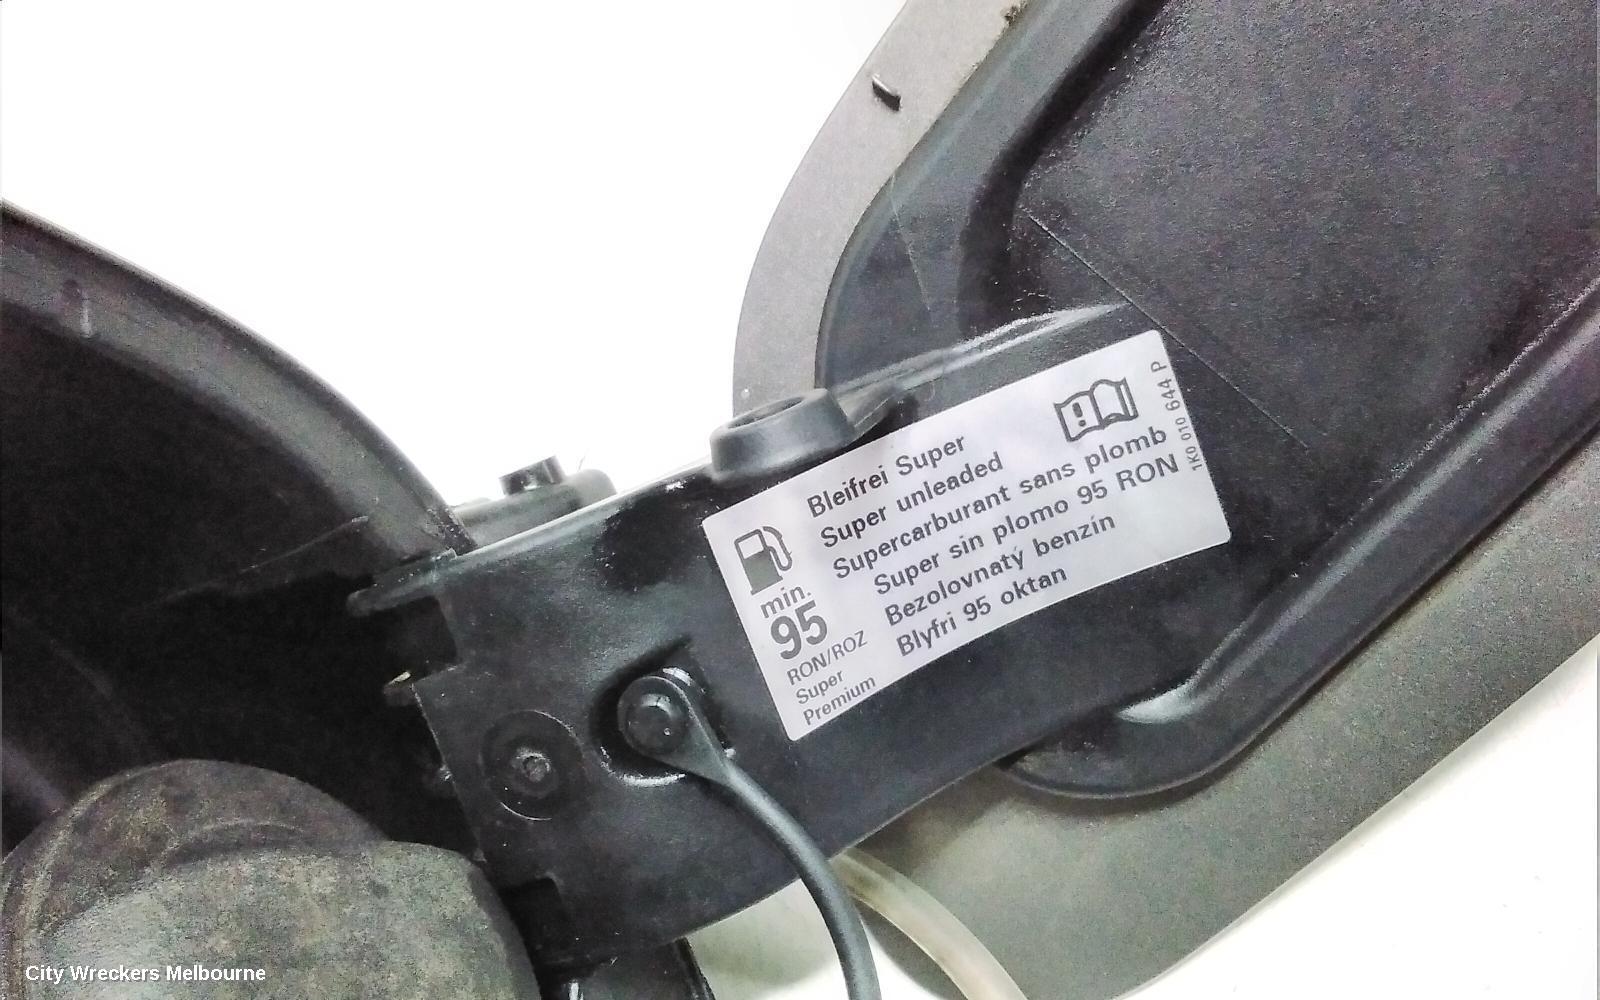 Bleifrei Super
Super unleaded
Supercarburant sans plomb
Super sin plomo 95 RON
Bezolovnatý benzín
Blyfri 95 oktan
min.
95
RON/ROZ
Super
Premium
1K0 010 644 P
City Wreckers Melbourne